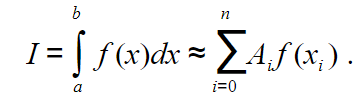 I = ∫_a^b f(x)dx ≈ ∑_{i=0}^n A_i f(x_i) .